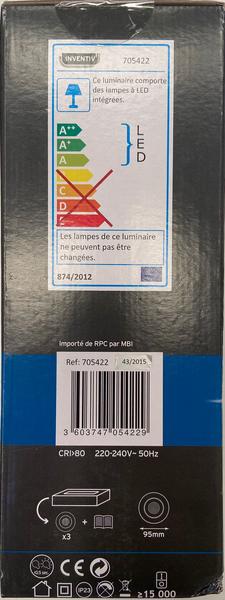 INVENTIV 705422
Ce luminaire comporte
des lampes à LED
intégrées.
A++
A+
A
B
C
D
E
L
E
D
Les lampes de ce luminaire
ne peuvent pas être
changées.
874/2012
Importé de RPC par MBI
Ref: 705422 43/2015
3 603747 054229
CRI>80 220-240V~ 50Hz
x3 + 95mm
CE
IP23 ≥15 000